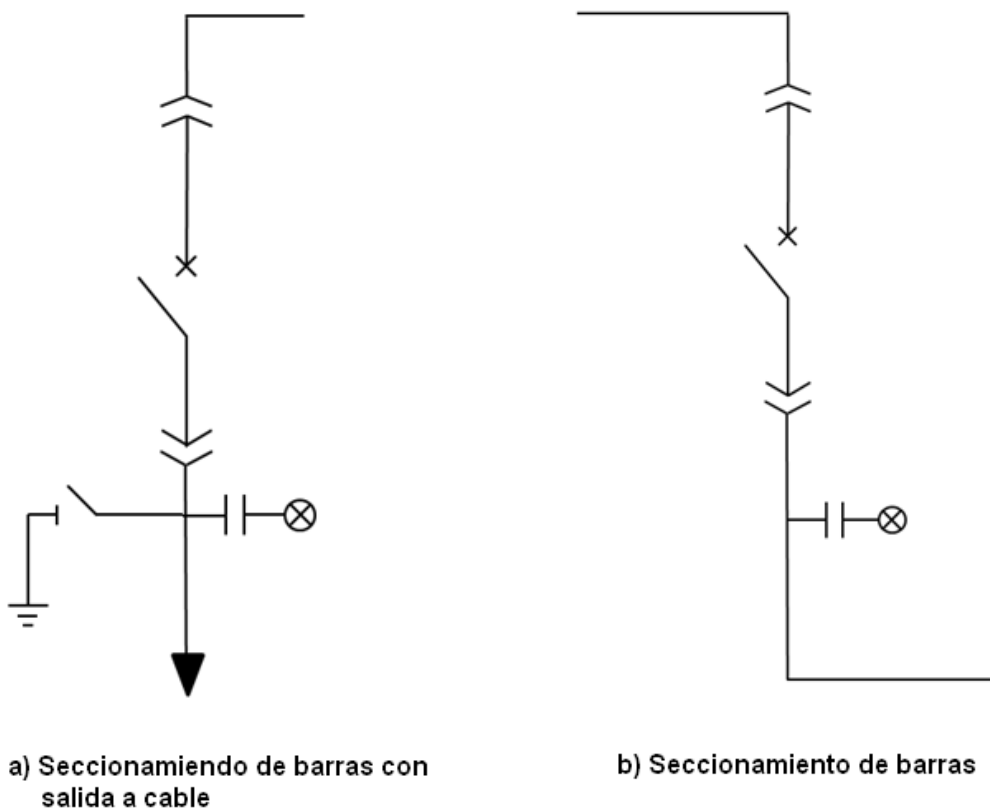 a) Seccionamiendo de barras con
salida a cable
b) Seccionamiento de barras